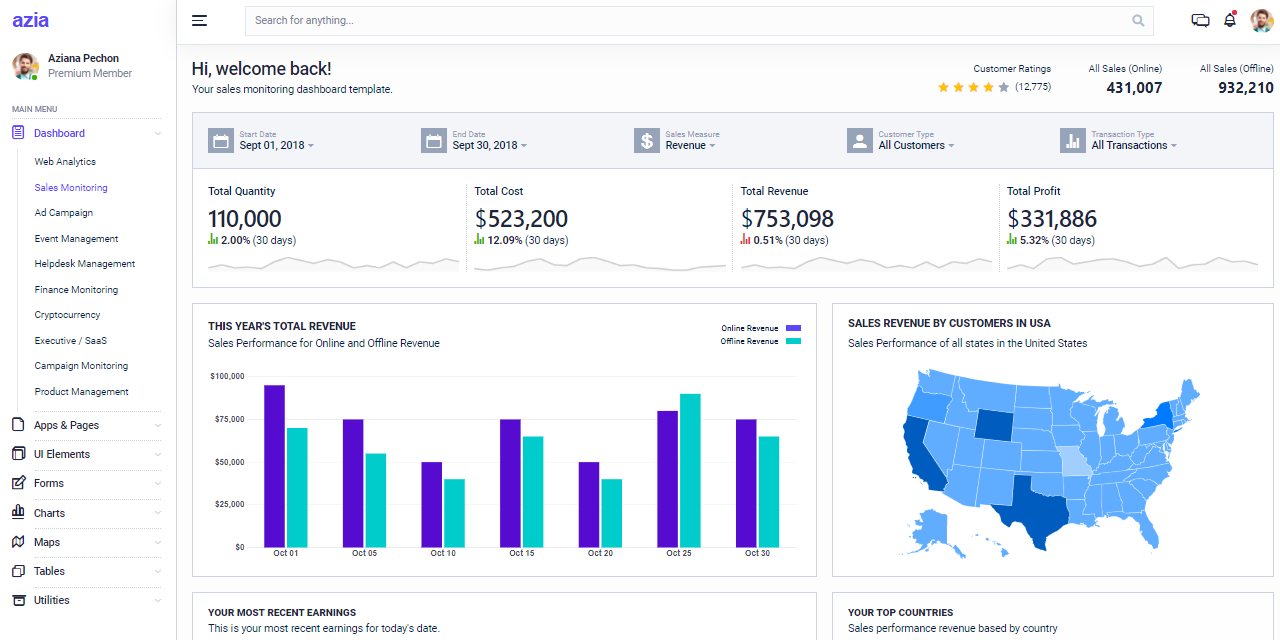 azia
Search for anything...
Aziana Pechon
Premium Member
MAIN MENU
Dashboard
Web Analytics
Sales Monitoring
Ad Campaign
Event Management
Helpdesk Management
Finance Monitoring
Cryptocurrency
Executive / SaaS
Campaign Monitoring
Product Management
Apps & Pages
UI Elements
Forms
Charts
Maps
Tables
Utilities
Hi, welcome back!
Your sales monitoring dashboard template.
Customer Ratings
(12,775)
All Sales (Online)
431,007
All Sales (Offline)
932,210
Start Date
Sept 01, 2018
End Date
Sept 30, 2018
Sales Measure
Revenue
Customer Type
All Customers
Transaction Type
All Transactions
Total Quantity
110,000
2.00% (30 days)
Total Cost
$523,200
12.09% (30 days)
Total Revenue
$753,098
0.51% (30 days)
Total Profit
$331,886
5.32% (30 days)
THIS YEAR'S TOTAL REVENUE
Sales Performance for Online and Offline Revenue
Online Revenue
Offline Revenue
$100,000
$75,000
$50,000
$25,000
$0
Oct 01 Oct 05 Oct 10 Oct 15 Oct 20 Oct 25 Oct 30
SALES REVENUE BY CUSTOMERS IN USA
Sales Performance of all states in the United States
YOUR MOST RECENT EARNINGS
This is your most recent earnings for today's date.
YOUR TOP COUNTRIES
Sales performance revenue based by country